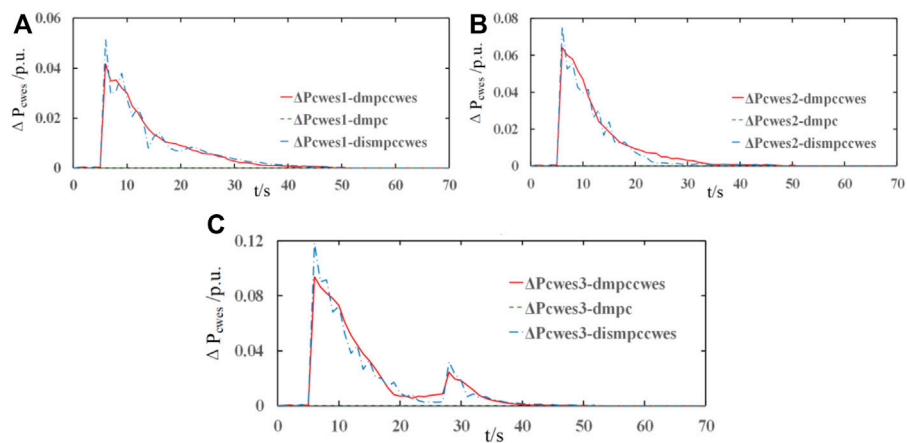 A
Δ Pcwes /p.u.
0.06
0.04
0.02
0
ΔPcwes1-dmpccwes
ΔPcwes1-dmpc
ΔPcwes1-dismpccwes
0 10 20 30 40 50 60 70
t/s
B
Δ Pcwes /p.u.
0.08
0.06
0.04
0.02
0
ΔPcwes2-dmpccwes
ΔPcwes2-dmpc
ΔPcwes2-dismpccwes
0 10 20 30 40 50 60 70
t/s
C
Δ Pcwes /p.u.
0.12
0.08
0.04
0
ΔPcwes3-dmpccwes
ΔPcwes3-dmpc
ΔPcwes3-dismpccwes
0 10 20 30 40 50 60 70
t/s